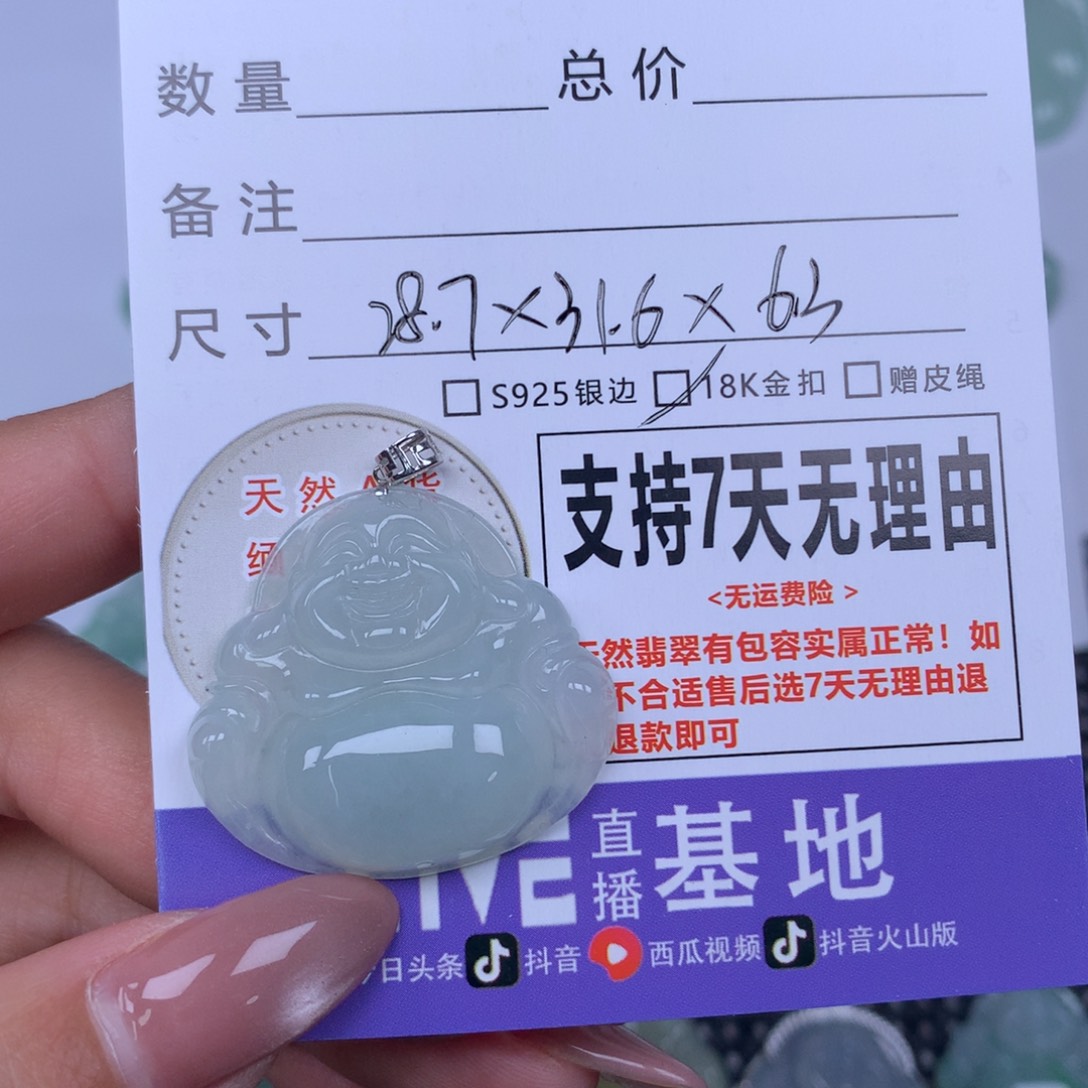 数量 总价
备注
尺寸 28.7×31.6×6.3
S925银边 18K金扣 赠皮绳
天然 A货
缅
支持7天无理由
<无运费险>
然翡翠有包容实属正常！如
不合适售后选7天无理由退
退款即可
IVE 直播 基地
日头条 抖音 西瓜视频 抖音火山版